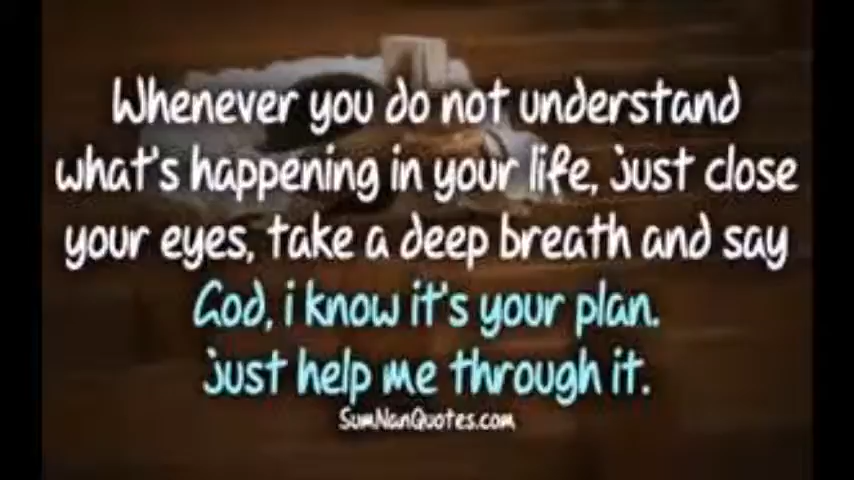 Whenever you do not understand
what's happening in your life, just close
your eyes, take a deep breath and say
God, i know it's your plan.
just help me through it.
SumNanQuotes.com